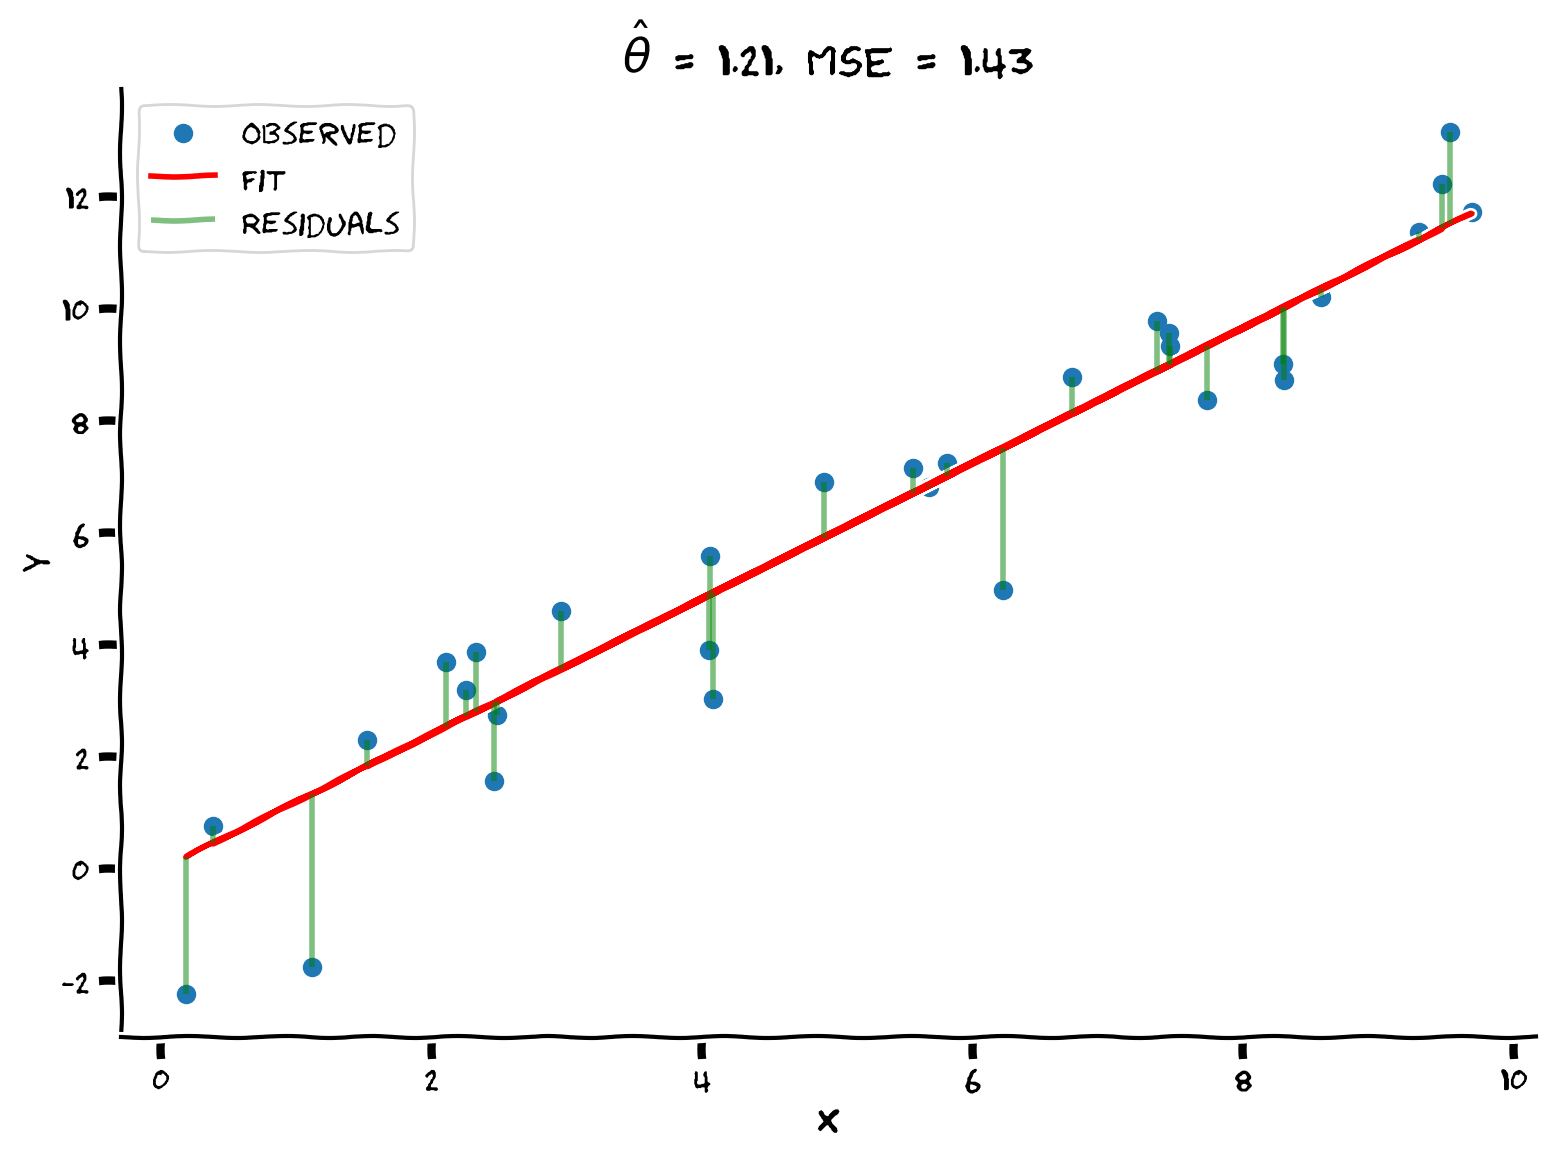 θ̂ = 1.21, MSE = 1.43
OBSERVED
FIT
RESIDUALS
12
10
8
6
4
2
0
-2
Y
0 2 4 6 8 10
X